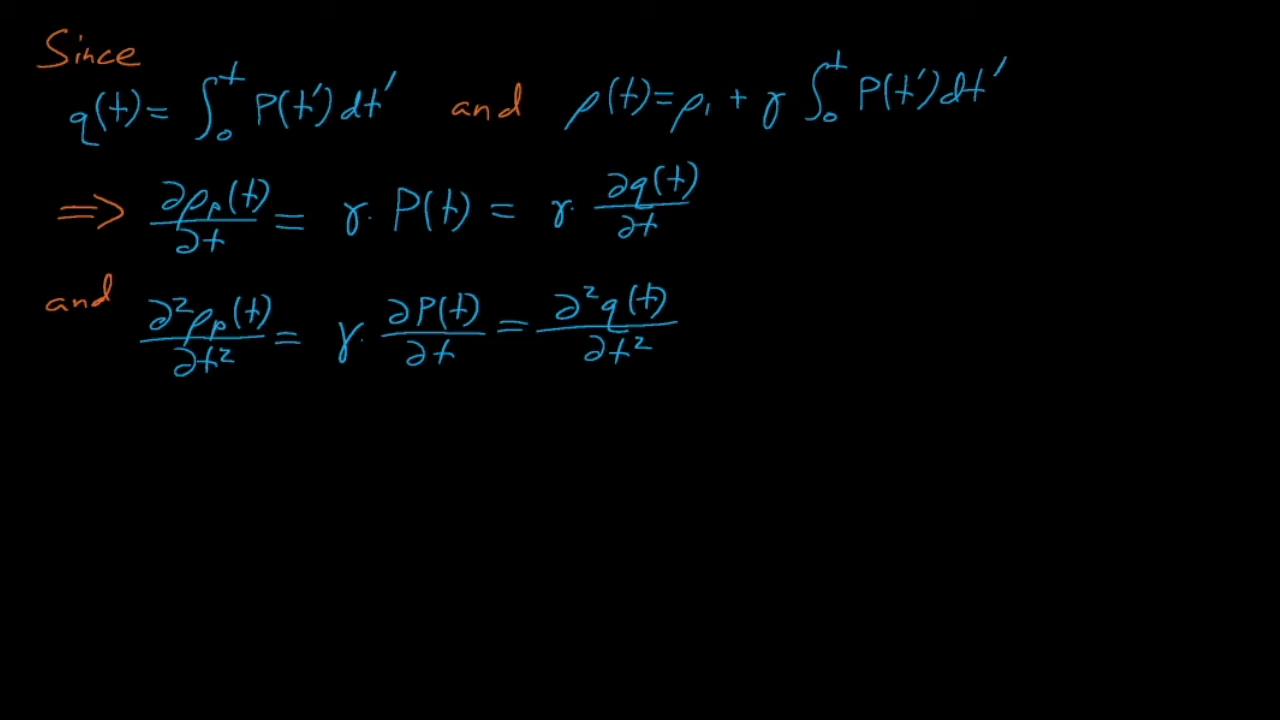 Since
q(t) = ∫₀ᵗ P(t′) dt′ and ρ(t) = ρ₁ + γ ∫₀ᵗ P(t′) dt′
⇒ ∂ρₚ(t)/∂t = γ · P(t) = γ · ∂q(t)/∂t
and ∂²ρₚ(t)/∂t² = γ · ∂P(t)/∂t = ∂²q(t)/∂t²